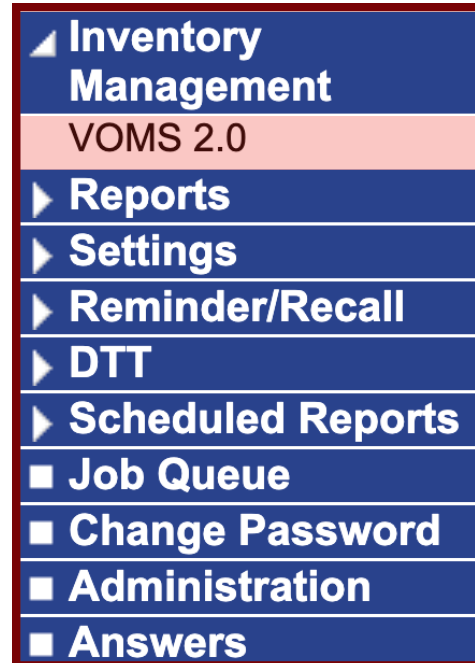 Inventory
Management
VOMS 2.0
Reports
Settings
Reminder/Recall
DTT
Scheduled Reports
Job Queue
Change Password
Administration
Answers